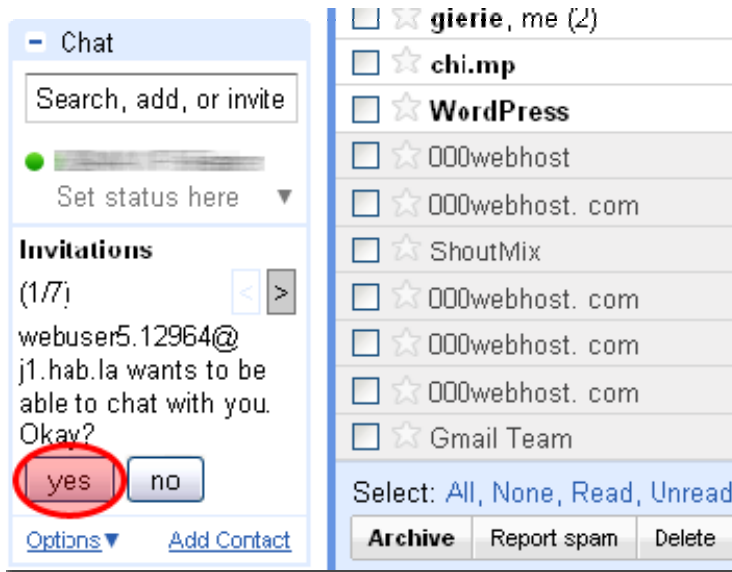 Chat
Search, add, or invite
Set status here
Invitations
(1/7)
< >
webuser5.12964@
j1.hab.la wants to be
able to chat with you.
Okay?
yes no
Options▼ Add Contact
gierie, me (2)
chi.mp
WordPress
000webhost
000webhost. com
ShoutMix
000webhost. com
000webhost. com
000webhost. com
Gmail Team
Select: All, None, Read, Unread
Archive Report spam Delete